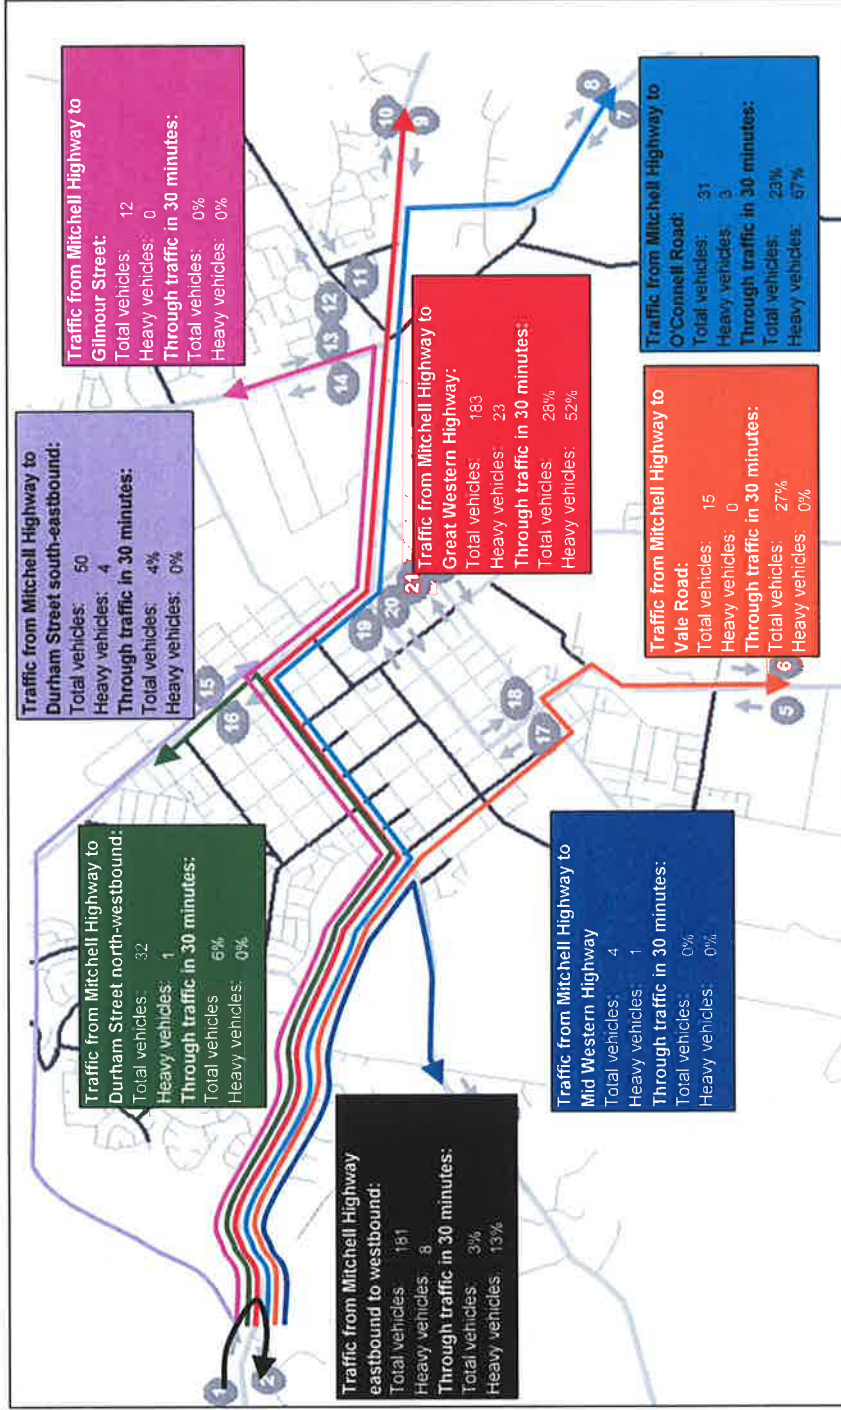 Traffic from Mitchell Highway to
Durham Street south-eastbound:
Total vehicles: 50
Heavy vehicles: 4
Through traffic in 30 minutes:
Total vehicles: 4%
Heavy vehicles: 0%
Traffic from Mitchell Highway to
Gilmour Street:
Total vehicles: 12
Heavy vehicles: 0
Through traffic in 30 minutes:
Total vehicles: 0%
Heavy vehicles: 0%
Traffic from Mitchell Highway to
Durham Street north-westbound:
Total vehicles: 32
Heavy vehicles: 1
Through traffic in 30 minutes:
Total vehicles 6%
Heavy vehicles: 0%
Traffic from Mitchell Highway to
Great Western Highway:
Total vehicles: 183
Heavy vehicles: 23
Through traffic in 30 minutes:
Total vehicles: 28%
Heavy vehicles: 52%
Traffic from Mitchell Highway
eastbound to westbound:
Total vehicles: 181
Heavy vehicles: 8
Through traffic in 30 minutes:
Total vehicles: 3%
Heavy vehicles: 13%
Traffic from Mitchell Highway to
Mid Western Highway
Total vehicles: 4
Heavy vehicles: 1
Through traffic in 30 minutes:
Total vehicles: 0%
Heavy vehicles: 0%
Traffic from Mitchell Highway to
Vale Road:
Total vehicles: 15
Heavy vehicles: 0
Through traffic in 30 minutes:
Total vehicles: 27%
Heavy vehicles: 0%
Traffic from Mitchell Highway to
O'Connell Road:
Total vehicles: 31
Heavy vehicles: 3
Through traffic in 30 minutes:
Total vehicles: 23%
Heavy vehicles: 67%
1
2
5
6
7
8
9
10
11
12
13
14
15
16
17
18
19
20
21